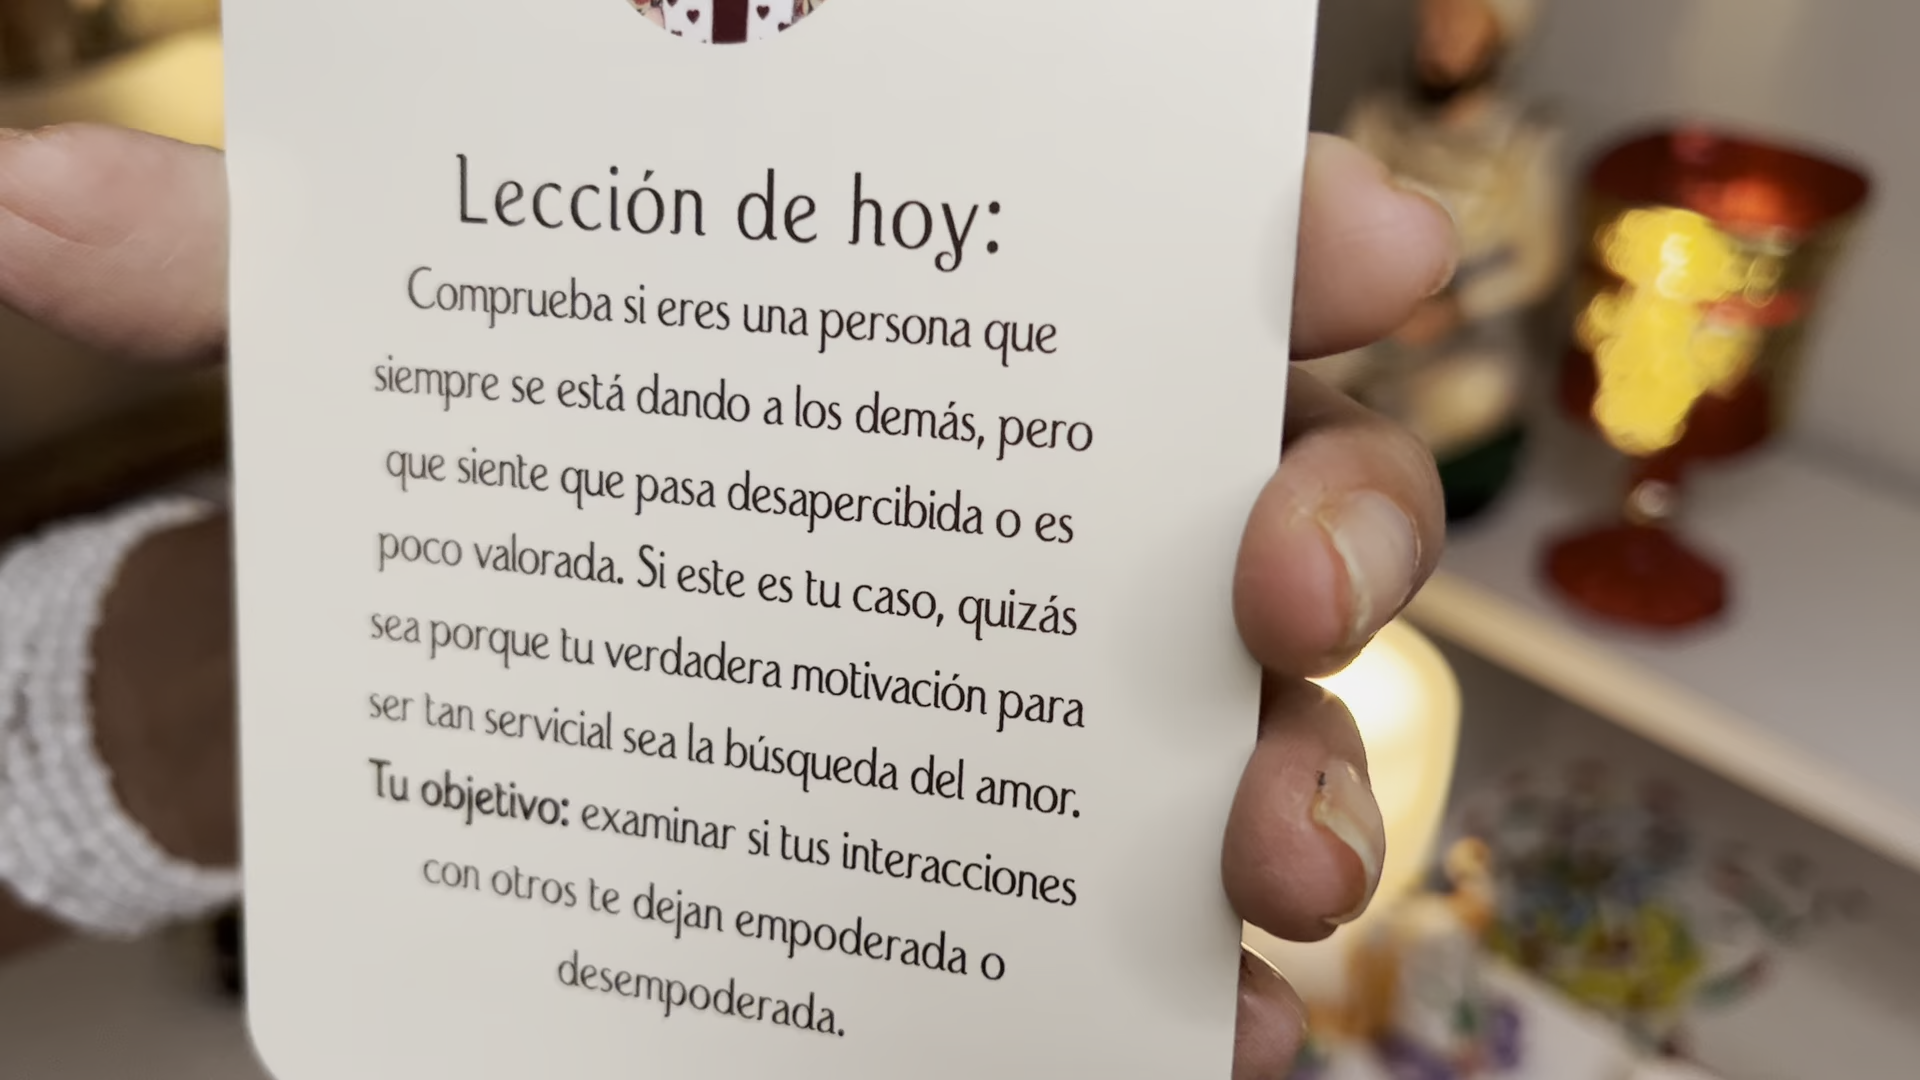 Lección de hoy:
Comprueba si eres una persona que
siempre se está dando a los demás, pero
que siente que pasa desapercibida o es
poco valorada. Si este es tu caso, quizás
sea porque tu verdadera motivación para
ser tan servicial sea la búsqueda del amor.
Tu objetivo: examinar si tus interacciones
con otros te dejan empoderada o
desempoderada.